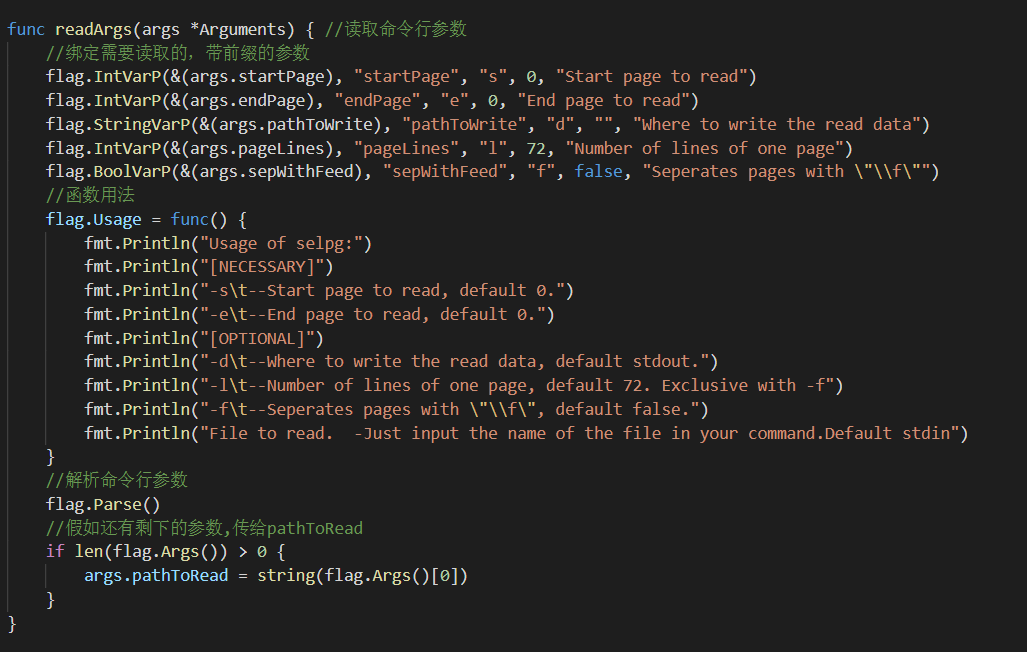 func readArgs(args *Arguments) { //读取命令行参数
    //绑定需要读取的，带前缀的参数
    flag.IntVarP(&(args.startPage), "startPage", "s", 0, "Start page to read")
    flag.IntVarP(&(args.endPage), "endPage", "e", 0, "End page to read")
    flag.StringVarP(&(args.pathToWrite), "pathToWrite", "d", "", "Where to write the read data")
    flag.IntVarP(&(args.pageLines), "pageLines", "l", 72, "Number of lines of one page")
    flag.BoolVarP(&(args.sepWithFeed), "sepWithFeed", "f", false, "Seperates pages with \"\\f\"")
    //函数用法
    flag.Usage = func() {
        fmt.Println("Usage of selpg:")
        fmt.Println("[NECESSARY]")
        fmt.Println("-s\t--Start page to read, default 0.")
        fmt.Println("-e\t--End page to read, default 0.")
        fmt.Println("[OPTIONAL]")
        fmt.Println("-d\t--Where to write the read data, default stdout.")
        fmt.Println("-l\t--Number of lines of one page, default 72. Exclusive with -f")
        fmt.Println("-f\t--Seperates pages with \"\\f\", default false.")
        fmt.Println("File to read.  -Just input the name of the file in your command.Default stdin")
    }
    //解析命令行参数
    flag.Parse()
    //假如还有剩下的参数,传给pathToRead
    if len(flag.Args()) > 0 {
        args.pathToRead = string(flag.Args()[0])
    }
}